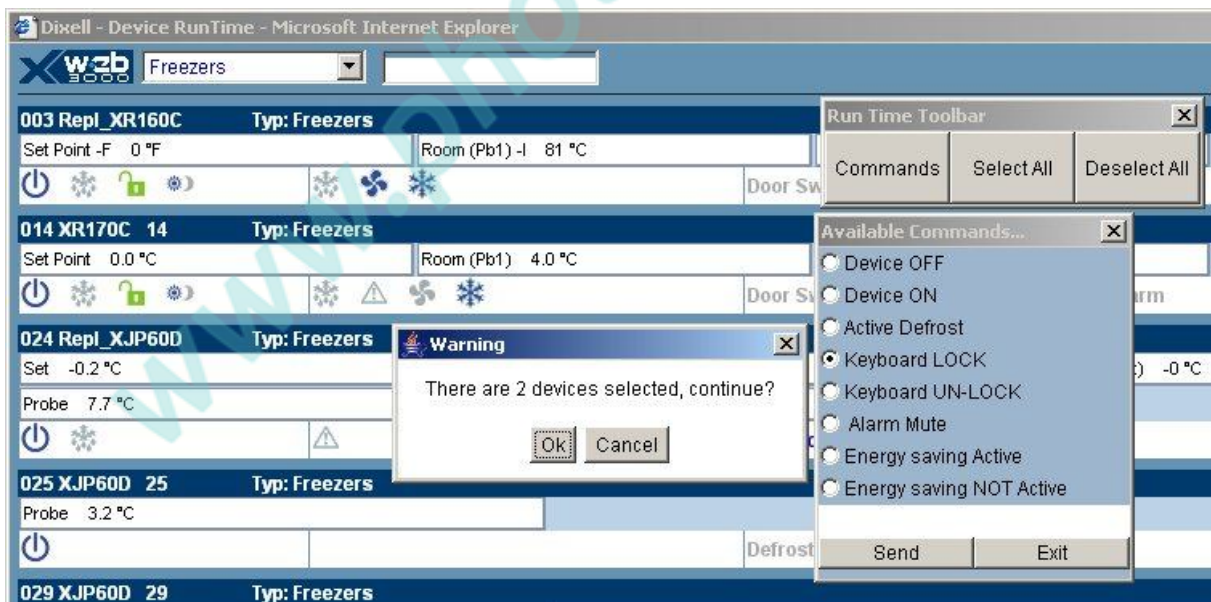 Dixell - Device RunTime - Microsoft Internet Explorer
Xweb 3000 Freezers
003 Repl_XR160C Typ: Freezers
Set Point -F 0 °F Room (Pb1) -I 81 °C
Door Sw
014 XR170C 14 Typ: Freezers
Set Point 0.0 °C Room (Pb1) 4.0 °C
024 Repl_XJP60D Typ: Freezers
Set -0.2 °C -0 °C
Probe 7.7 °C
025 XJP60D 25 Typ: Freezers
Probe 3.2 °C
Defrost
029 XJP60D 29 Typ: Freezers
Run Time Toolbar
Commands Select All Deselect All
Available Commands...
Device OFF
Device ON
Active Defrost
Keyboard LOCK
Keyboard UN-LOCK
Alarm Mute
Energy saving Active
Energy saving NOT Active
Send Exit
Warning
There are 2 devices selected, continue?
Ok Cancel